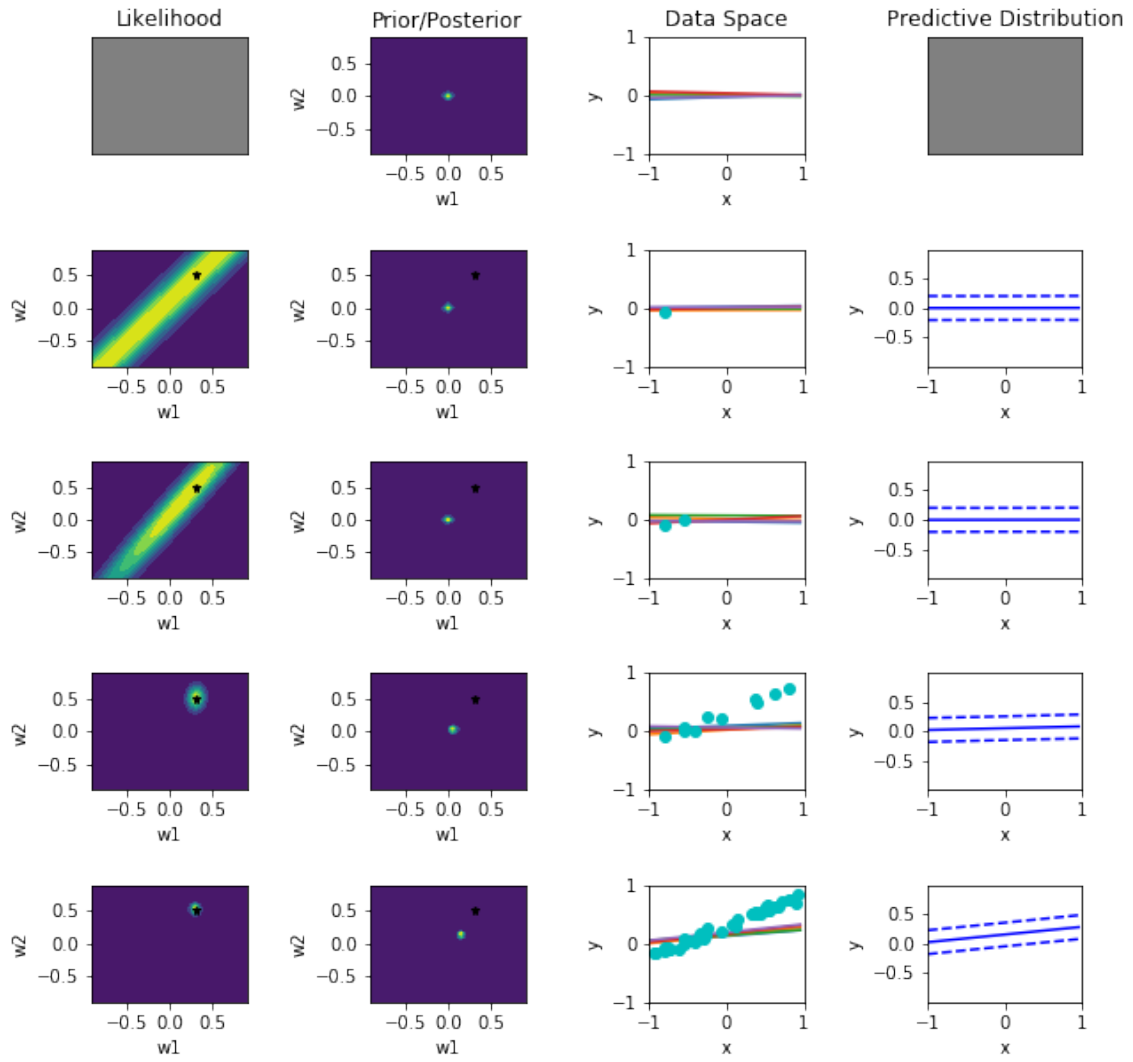 Likelihood Prior/Posterior Data Space Predictive Distribution
w2 0.5 0.0 −0.5 y 1 0 −1
−0.5 0.0 0.5 −1 0 1
w1 x
w2 0.5 0.0 −0.5 w2 0.5 0.0 −0.5 y 1 0 −1 y 0.5 0.0 −0.5
−0.5 0.0 0.5 −0.5 0.0 0.5 −1 0 1 −1 0 1
w1 w1 x x
w2 0.5 0.0 −0.5 w2 0.5 0.0 −0.5 y 1 0 −1 y 0.5 0.0 −0.5
−0.5 0.0 0.5 −0.5 0.0 0.5 −1 0 1 −1 0 1
w1 w1 x x
w2 0.5 0.0 −0.5 w2 0.5 0.0 −0.5 y 1 0 −1 y 0.5 0.0 −0.5
−0.5 0.0 0.5 −0.5 0.0 0.5 −1 0 1 −1 0 1
w1 w1 x x
w2 0.5 0.0 −0.5 w2 0.5 0.0 −0.5 y 1 0 −1 y 0.5 0.0 −0.5
−0.5 0.0 0.5 −0.5 0.0 0.5 −1 0 1 −1 0 1
w1 w1 x x